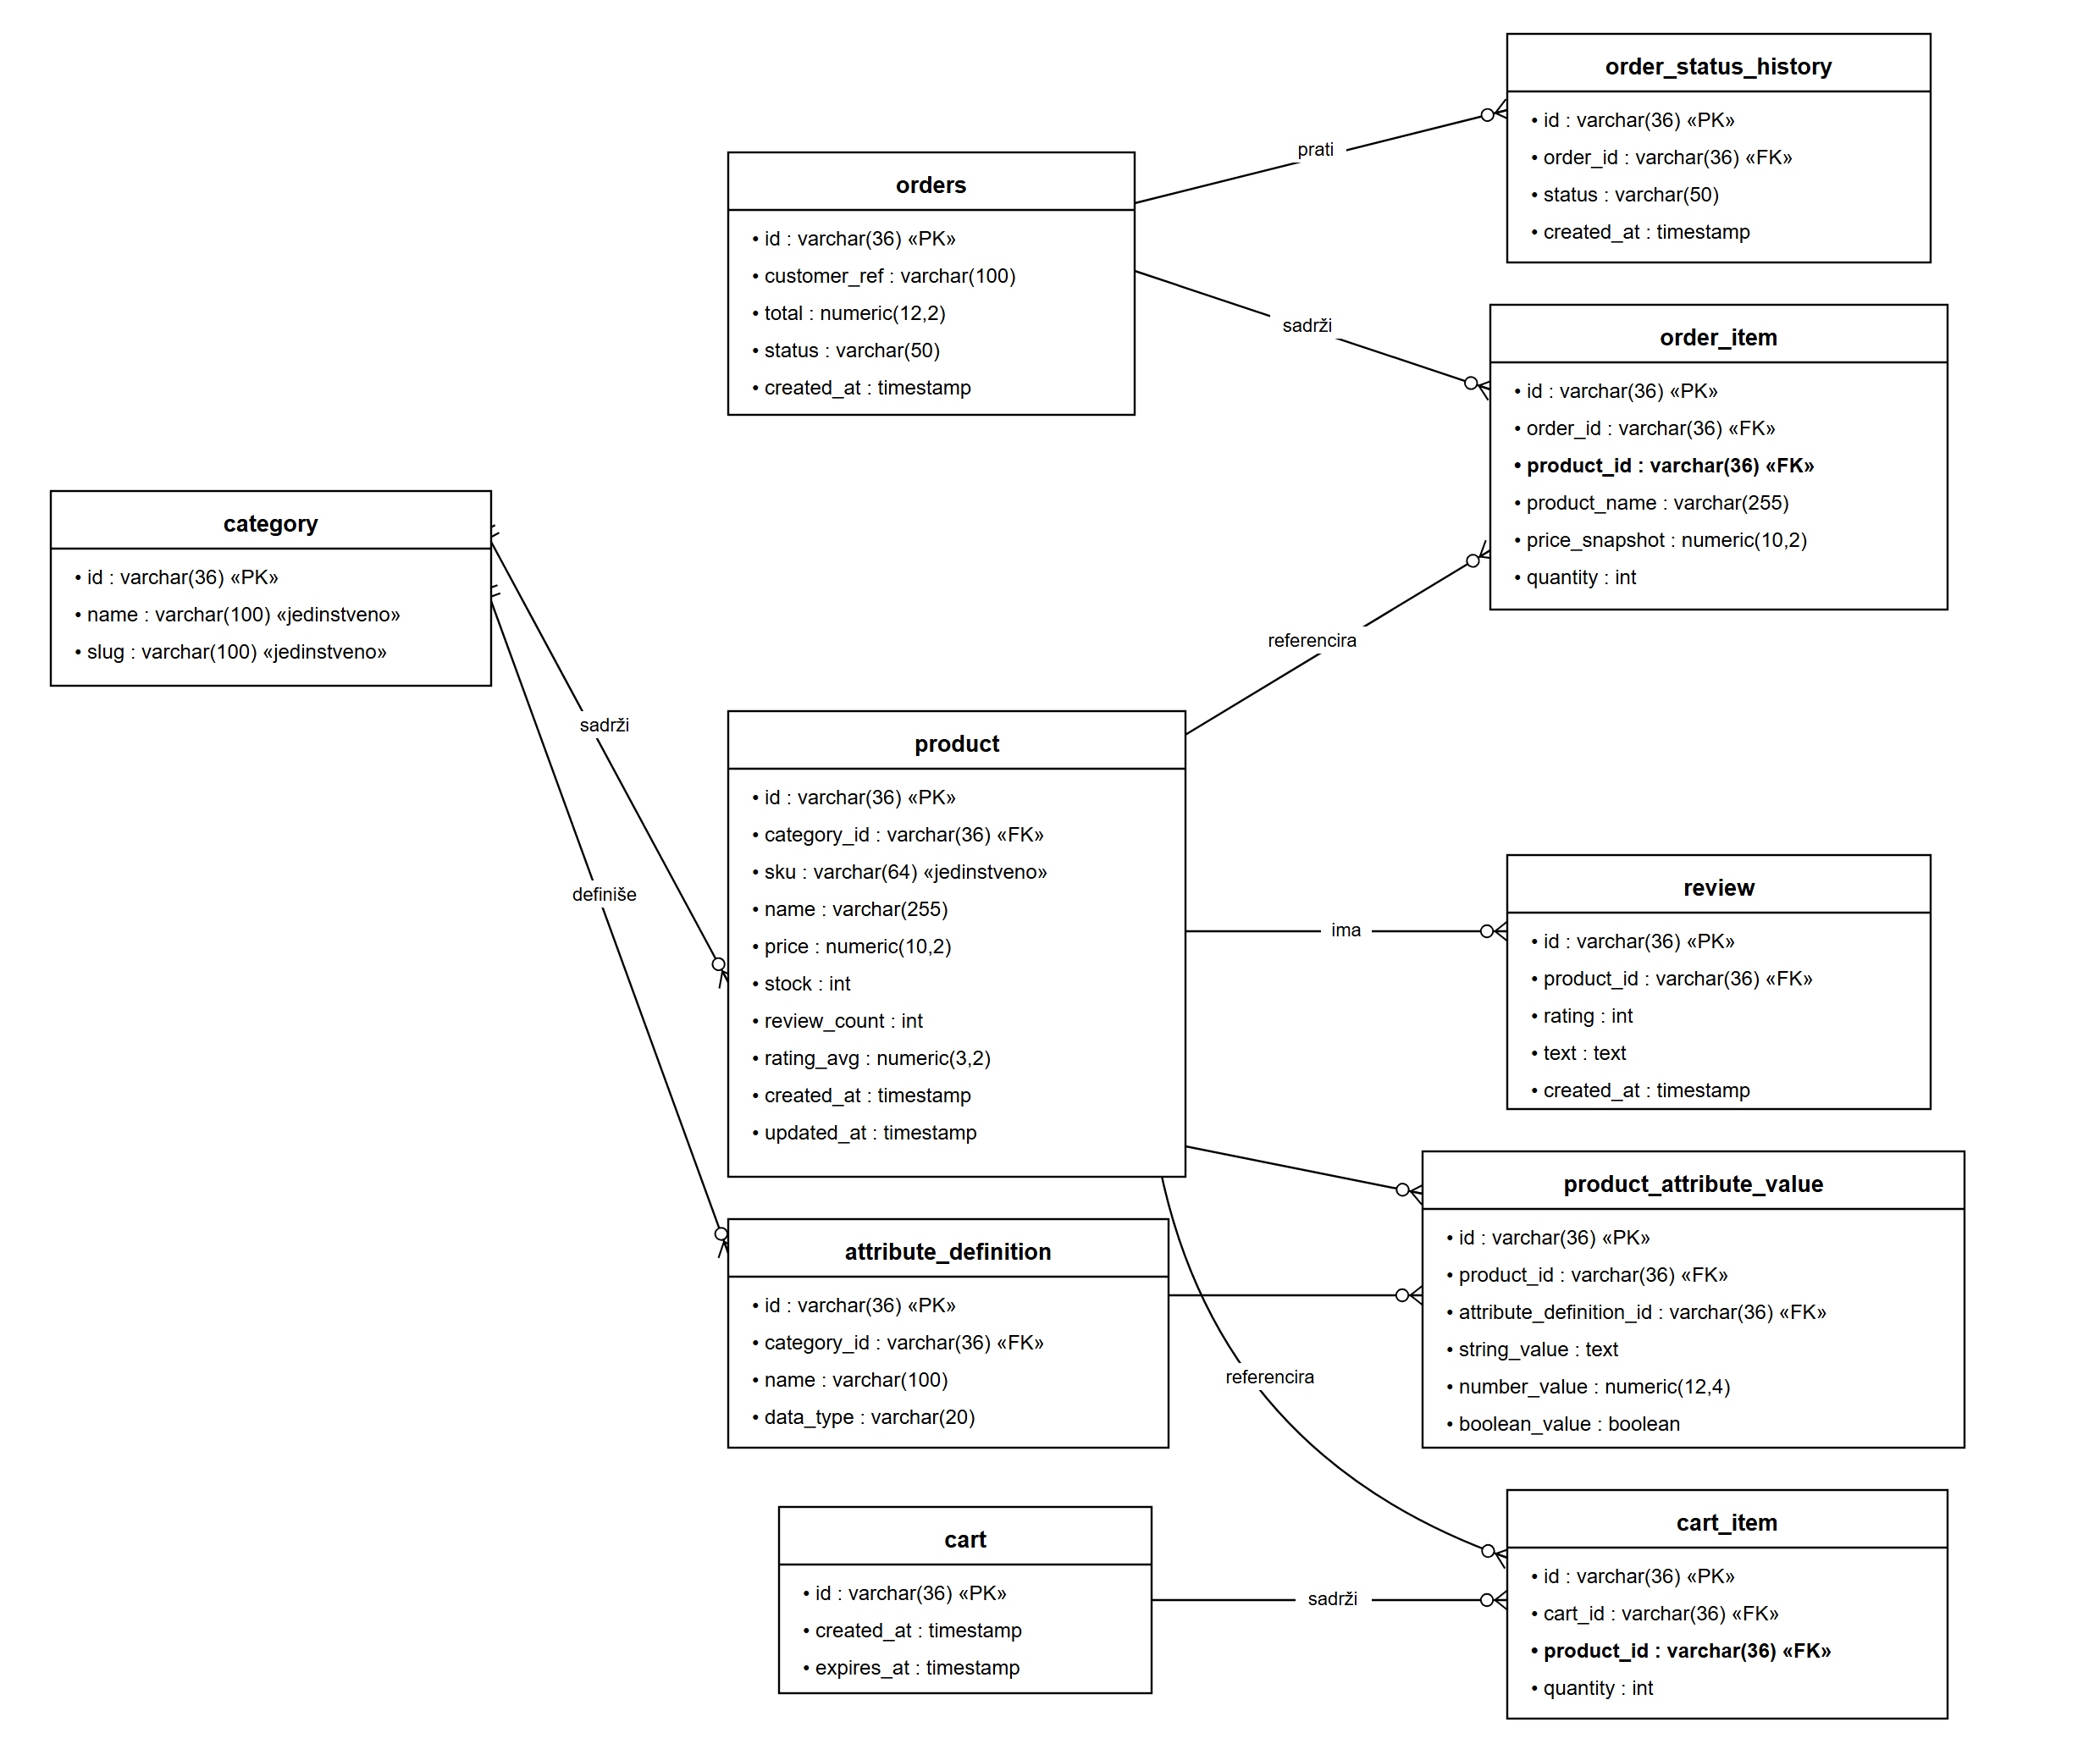 order_status_history
• id : varchar(36) «PK»
• order_id : varchar(36) «FK»
• status : varchar(50)
• created_at : timestamp
prati
orders
• id : varchar(36) «PK»
• customer_ref : varchar(100)
• total : numeric(12,2)
• status : varchar(50)
• created_at : timestamp
sadrži
order_item
• id : varchar(36) «PK»
• order_id : varchar(36) «FK»
• product_id : varchar(36) «FK»
• product_name : varchar(255)
• price_snapshot : numeric(10,2)
• quantity : int
category
• id : varchar(36) «PK»
• name : varchar(100) «jedinstveno»
• slug : varchar(100) «jedinstveno»
referencira
sadrži
definiše
product
• id : varchar(36) «PK»
• category_id : varchar(36) «FK»
• sku : varchar(64) «jedinstveno»
• name : varchar(255)
• price : numeric(10,2)
• stock : int
• review_count : int
• rating_avg : numeric(3,2)
• created_at : timestamp
• updated_at : timestamp
ima
review
• id : varchar(36) «PK»
• product_id : varchar(36) «FK»
• rating : int
• text : text
• created_at : timestamp
product_attribute_value
• id : varchar(36) «PK»
• product_id : varchar(36) «FK»
• attribute_definition_id : varchar(36) «FK»
• string_value : text
• number_value : numeric(12,4)
• boolean_value : boolean
attribute_definition
• id : varchar(36) «PK»
• category_id : varchar(36) «FK»
• name : varchar(100)
• data_type : varchar(20)
referencira
cart
• id : varchar(36) «PK»
• created_at : timestamp
• expires_at : timestamp
sadrži
cart_item
• id : varchar(36) «PK»
• cart_id : varchar(36) «FK»
• product_id : varchar(36) «FK»
• quantity : int